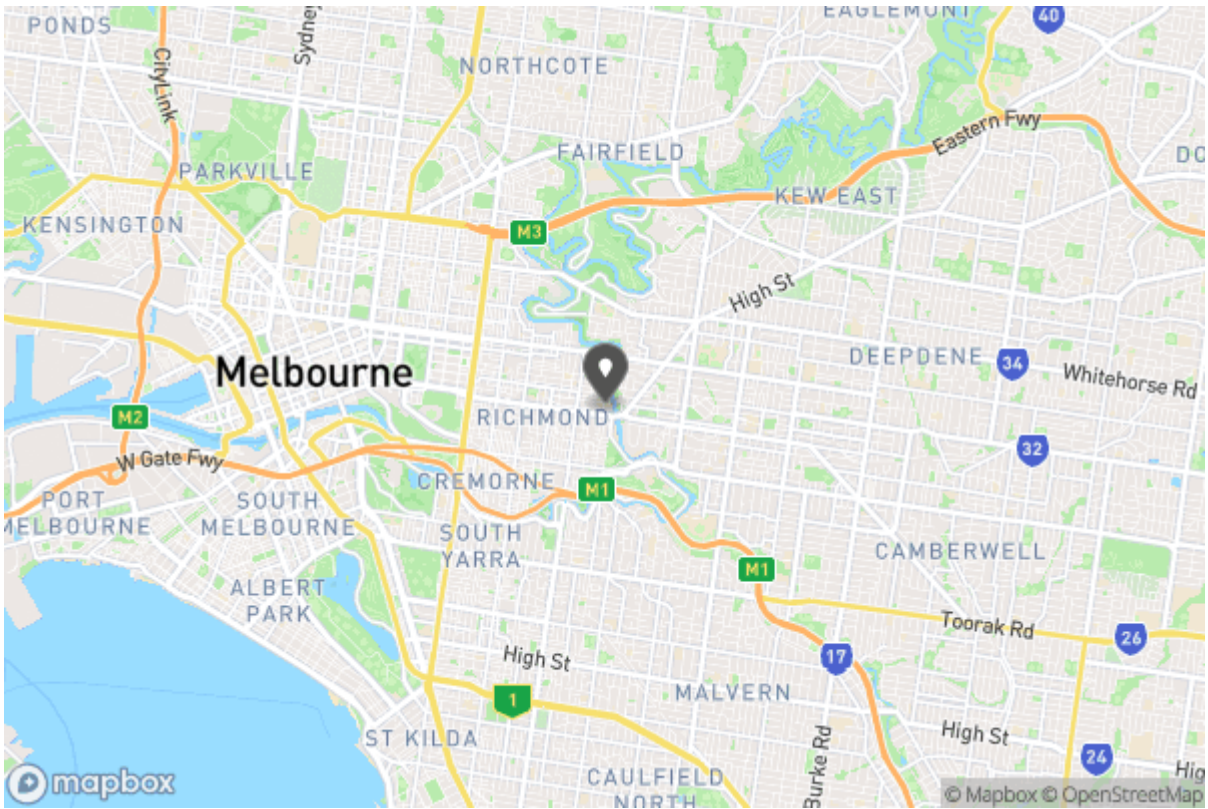 PONDS
CityLink
Sydney
EAGLEMONT
40
NORTHCOTE
Eastern Fwy
FAIRFIELD
DO
PARKVILLE
KEW EAST
KENSINGTON
M3
High St
DEEPDENE
34
Whitehorse Rd
Melbourne
M2
RICHMOND
32
W Gate Fwy
CREMORNE
M1
PORT
MELBOURNE
SOUTH
MELBOURNE
SOUTH
YARRA
CAMBERWELL
M1
ALBERT
PARK
Toorak Rd
26
High St
17
MALVERN
1
ST KILDA
High St
24
Burke Rd
CAULFIELD
NORTH
Hig
mapbox
© Mapbox © OpenStreetMap